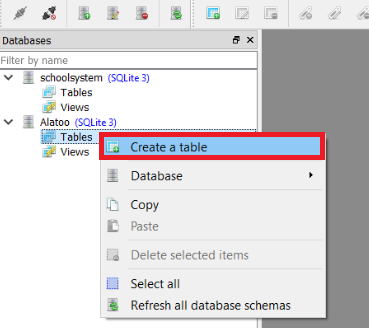 Databases
Filter by name
schoolsystem (SQLite 3)
Tables
Views
Alatoo (SQLite 3)
Tables
Views
Create a table
Database
Copy
Paste
Delete selected items
Select all
Refresh all database schemas